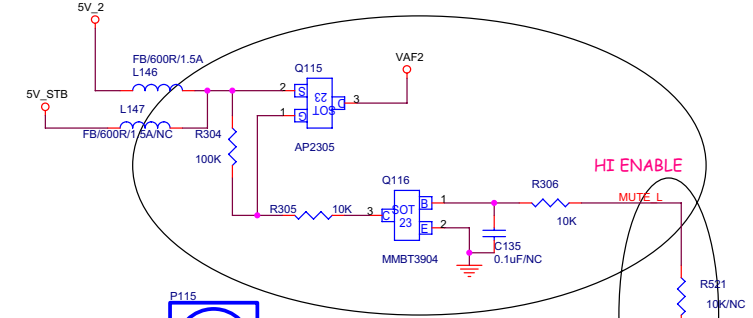 5V_2
FB/600R/1.5A
L146
5V_STB
L147
FB/600R/1.5A/NC
R304
100K
Q115
2
S
1
G
SOT
23
D
3
AP2305
VAF2
HI ENABLE
Q116
R305
10K
3
C
SOT
23
B
1
E
2
MMBT3904
R306
10K
MUTE_L
C135
0.1uF/NC
R521
10K/NC
P115